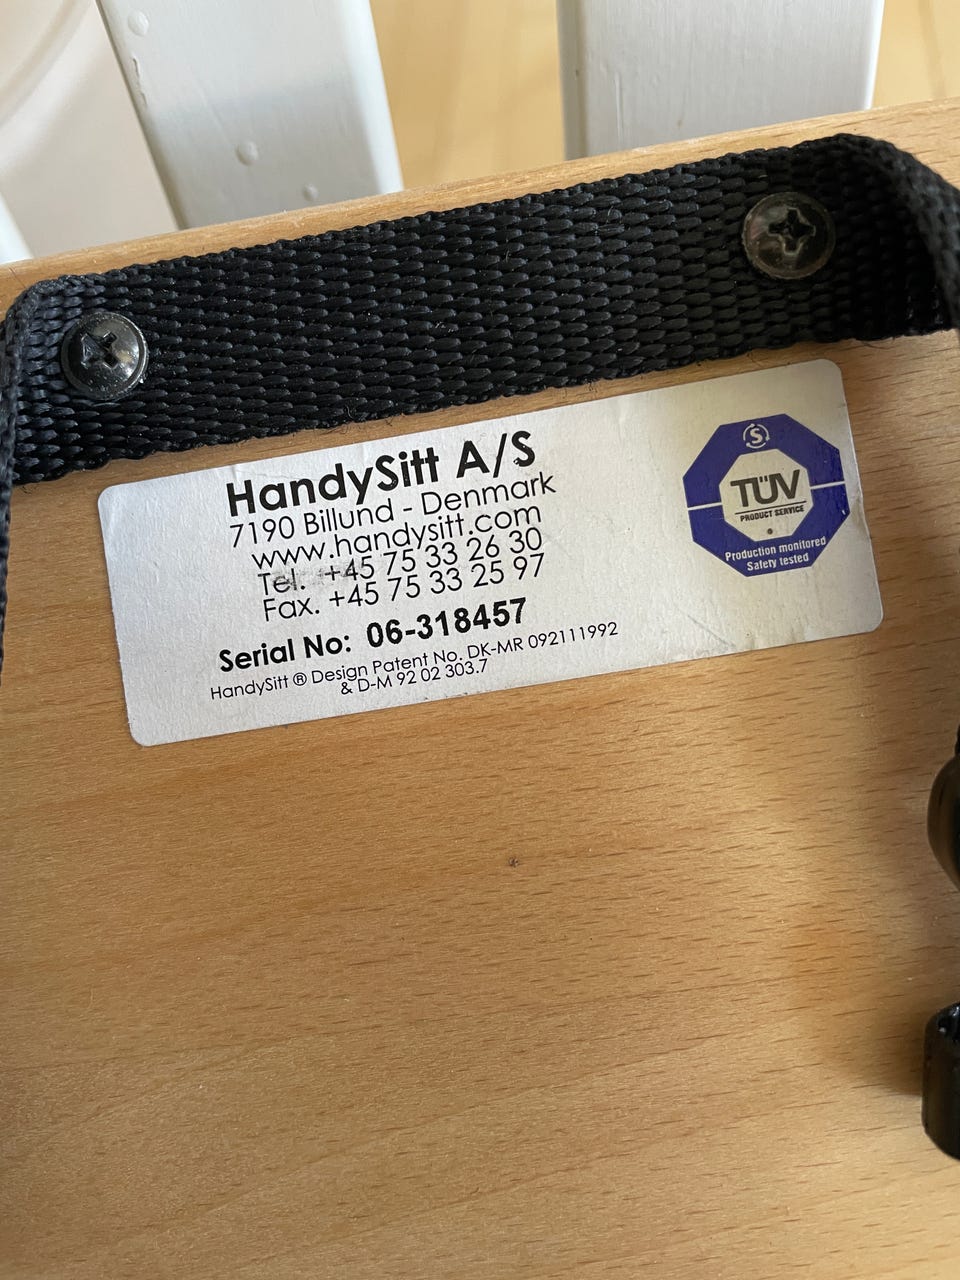 HandySitt A/S
7190 Billund - Denmark
www.handysitt.com
Tel. +45 75 33 26 30
Fax. +45 75 33 25 97
Serial No: 06-318457
HandySitt ® Design Patent No. DK-MR 092111992
& D-M 92 02 303.7
S
TÜV
PRODUCT SERVICE
Production monitored
Safety tested